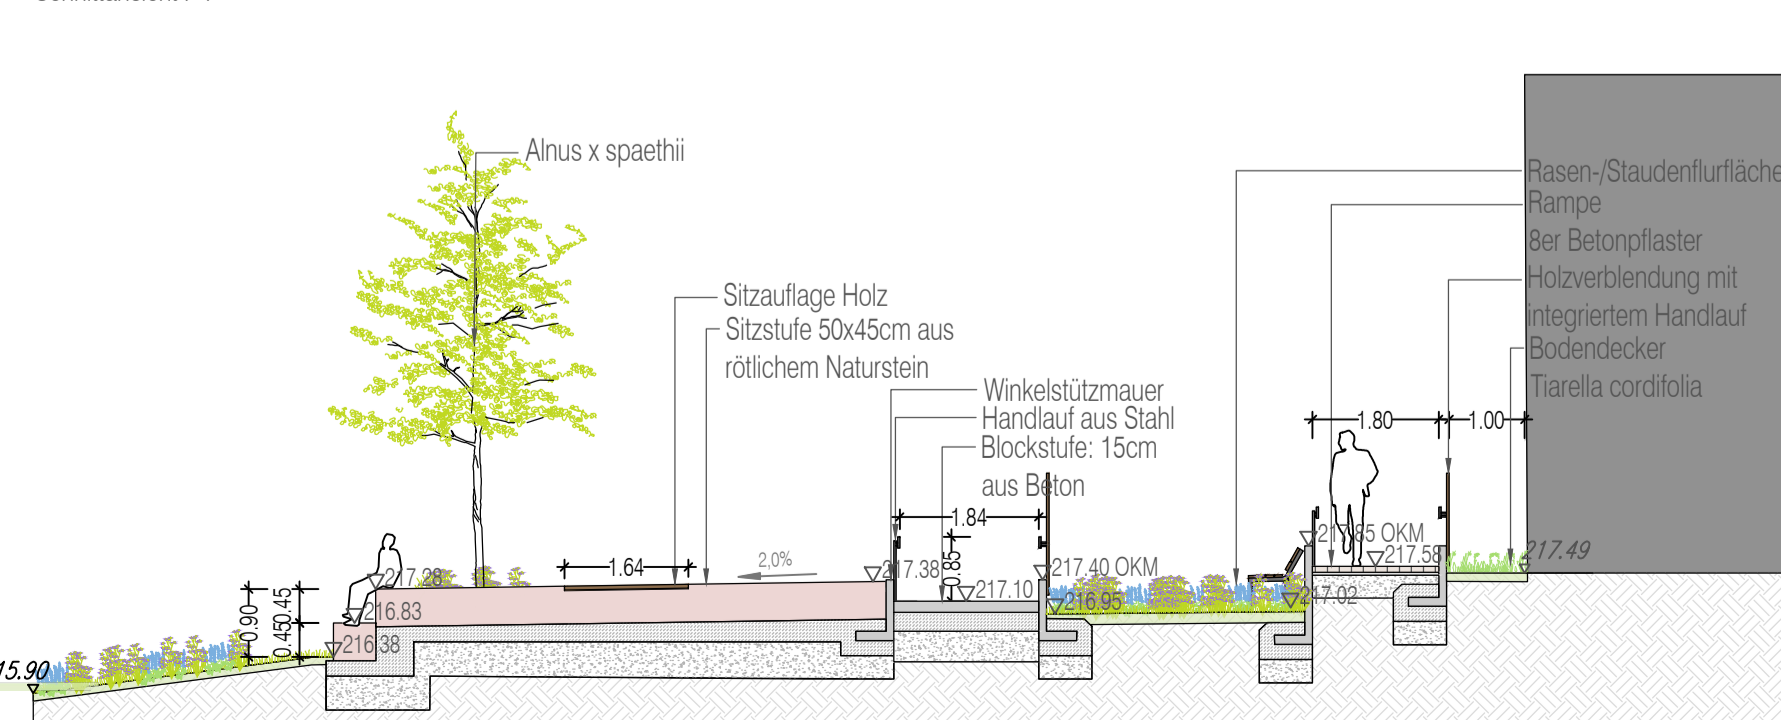 Alnus x spaethii
Rasen-/Staudenflurfläche
Rampe
8er Betonpflaster
Holzverblendung mit
integriertem Handlauf
Bodendecker
Tiarella cordifolia
Sitzauflage Holz
Sitzstufe 50x45cm aus
rötlichem Naturstein
Winkelstützmauer
Handlauf aus Stahl
Blockstufe: 15cm
aus Beton
1.80
1.00
1.84
0.85
217.85 OKM
217.58
217.49
2,0%
1.64
217.28
217.38
217.40 OKM
217.10
216.95
217.02
0.90
0.45
0.45
216.83
216.38
15.90